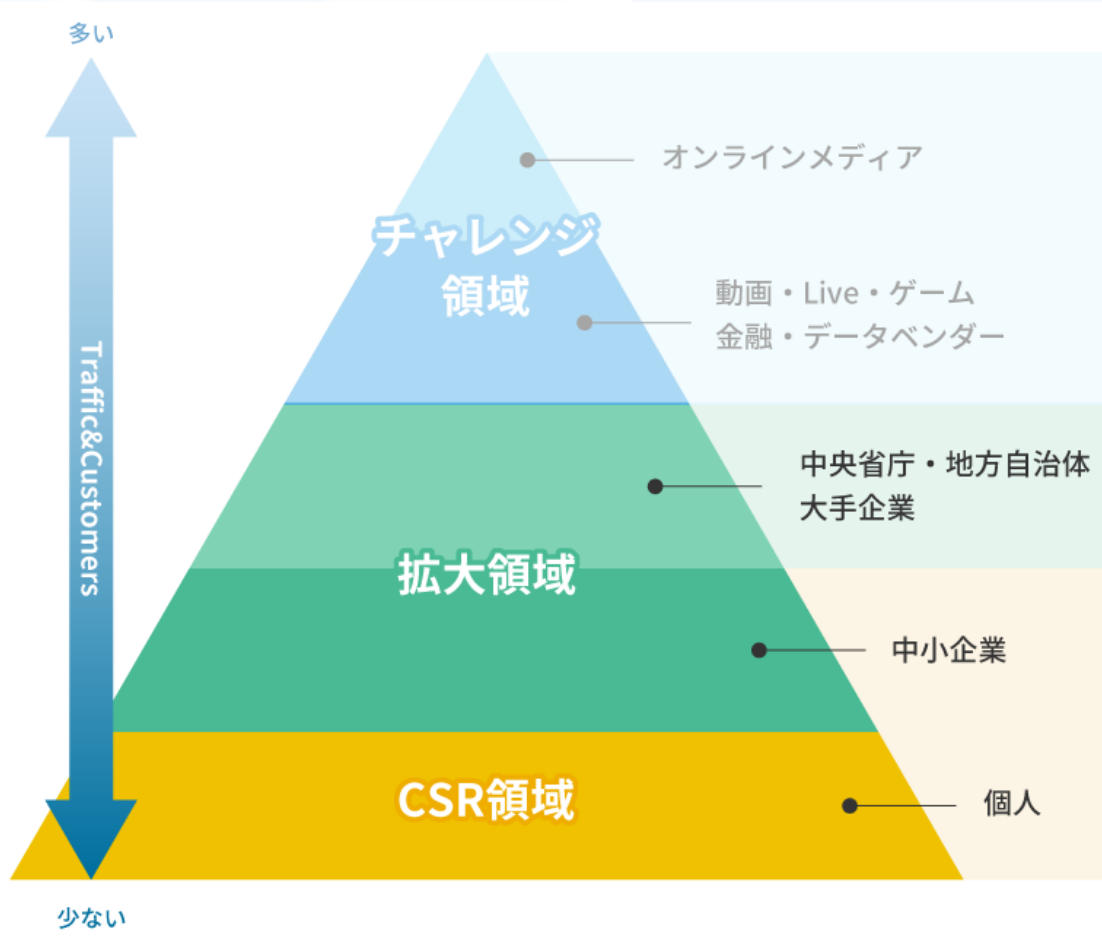 多い
オンラインメディア
チャレンジ
領域
動画・Live・ゲーム
金融・データベンダー
Traffic&Customers
中央省庁・地方自治体
大手企業
拡大領域
中小企業
CSR領域
個人
少ない